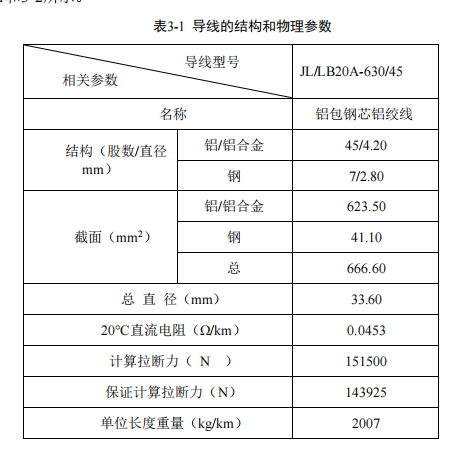 表3-1 导线的结构和物理参数
导线型号
相关参数
JL/LB20A-630/45
名称
铝包钢芯铝绞线
结构（股数/直径
mm）
铝/铝合金
45/4.20
钢
7/2.80
截面（mm²）
铝/铝合金
623.50
钢
41.10
总
666.60
总 直 径（mm）
33.60
20℃直流电阻（Ω/km）
0.0453
计算拉断力（ N ）
151500
保证计算拉断力（N）
143925
单位长度重量（kg/km）
2007